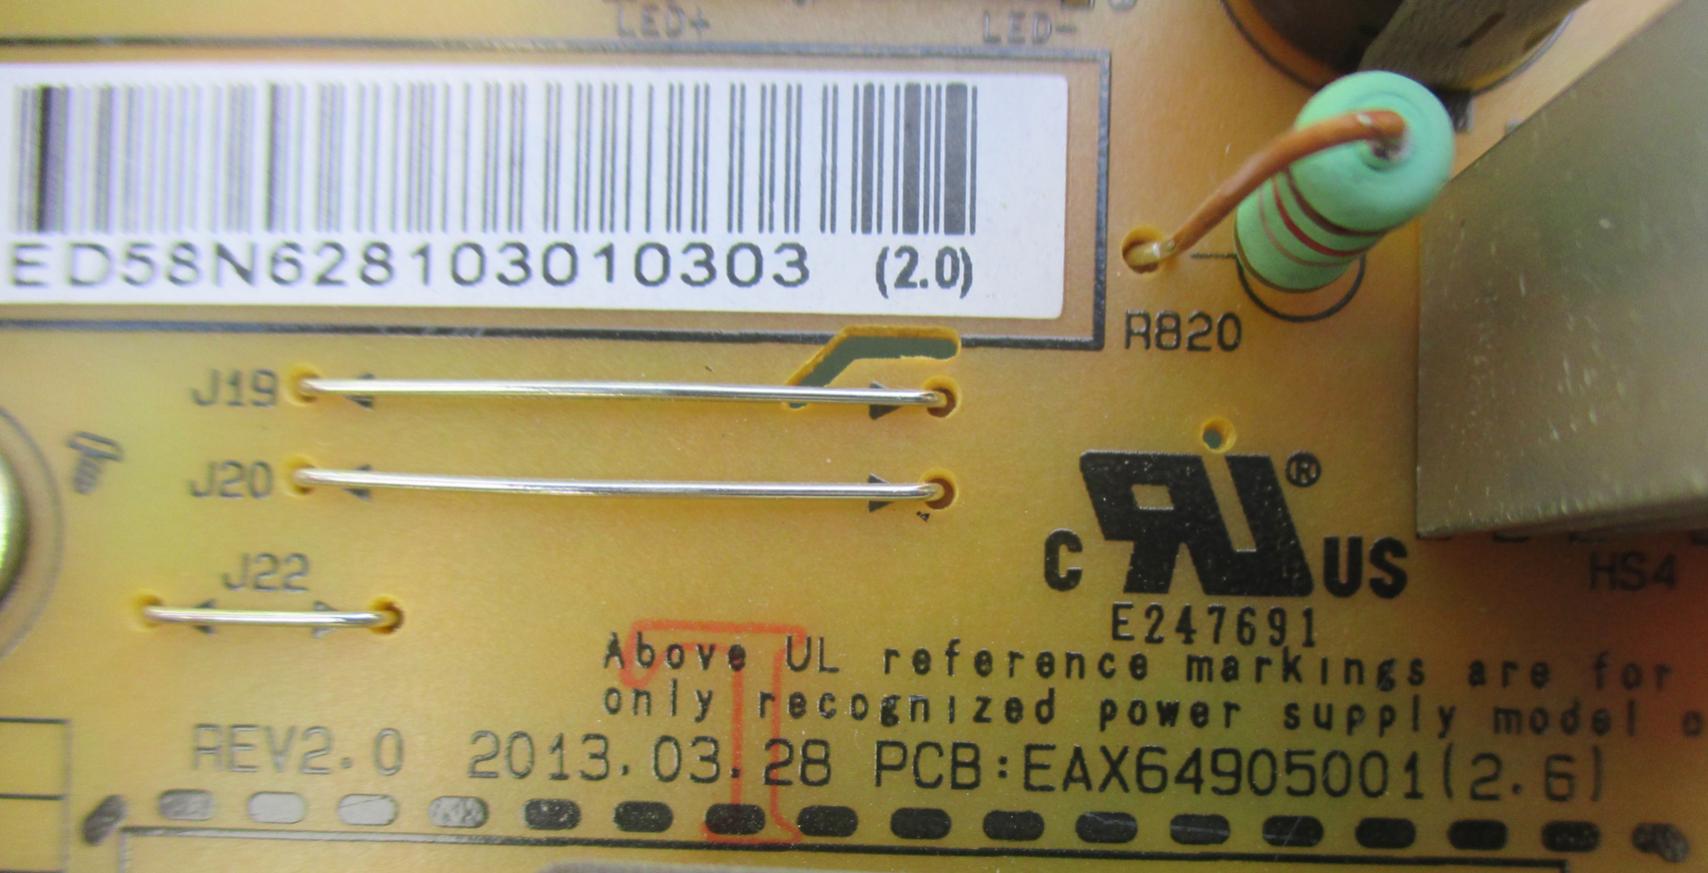 LED+ LED-
ED58N628103010303 (2.0)
R820
J19
J20
J22
C RU ® US
E247691
HS4
Above UL reference markings are for
only recognized power supply model
REV2.0 2013.03.28 PCB:EAX64905001(2.6)